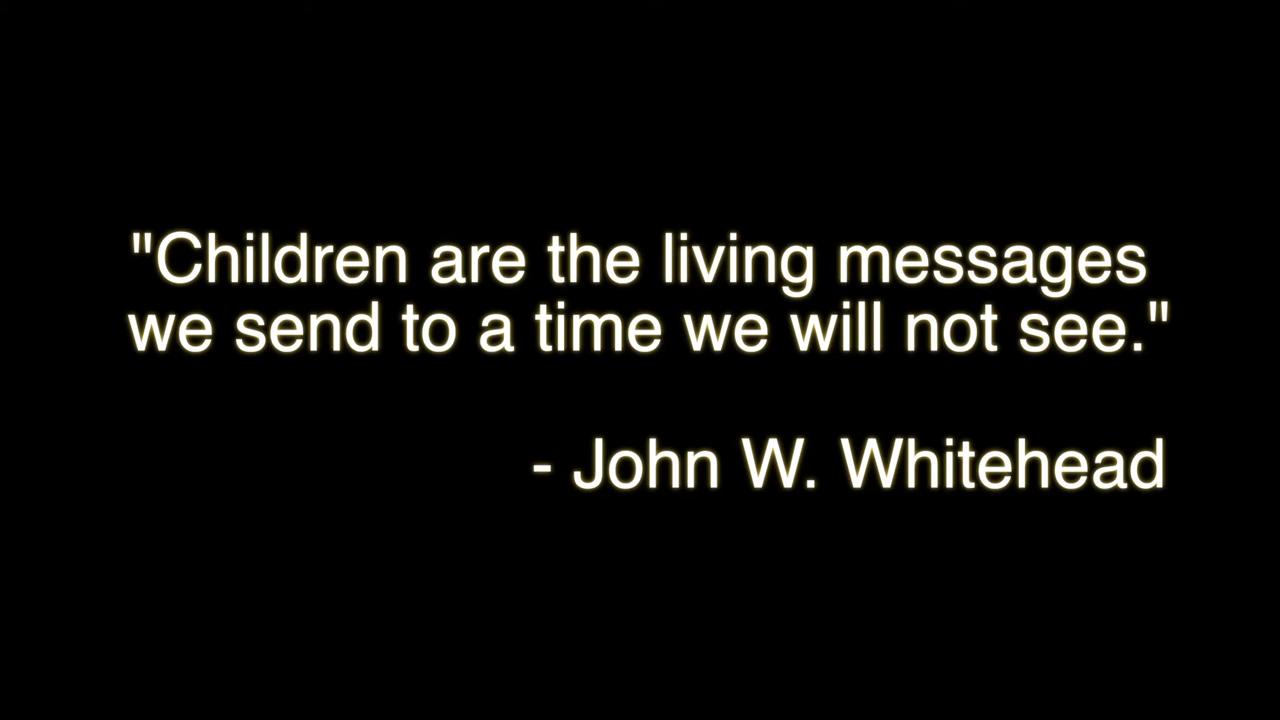 "Children are the living messages
we send to a time we will not see."
- John W. Whitehead